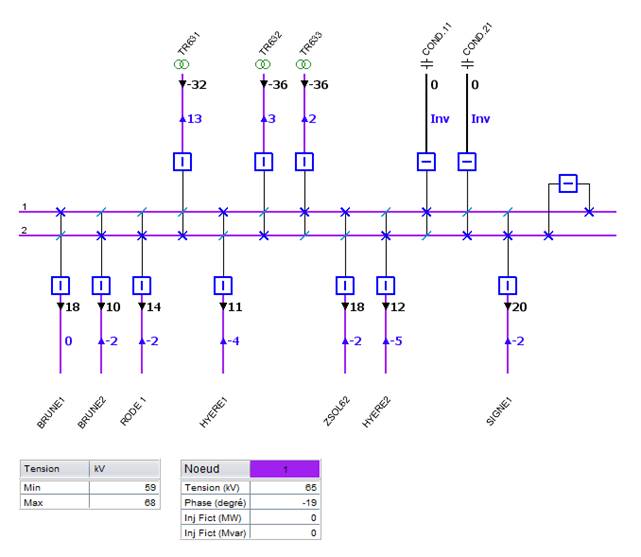 TR631 TR632 TR633 COND.11 COND.21
-32 -36 -36 0 0
13 3 2 Inv Inv
1
2
18 10 14 11 18 12 20
0 -2 -2 -4 -2 -5 -2
BRUNE1 BRUNE2 RODE 1 HYERE1 ZSOL62 HYERE2 SIGNE1
Tension kV
Min 59
Max 68
Noeud 1
Tension (kV) 65
Phase (degré) -19
Inj Fict (MW) 0
Inj Fict (Mvar) 0